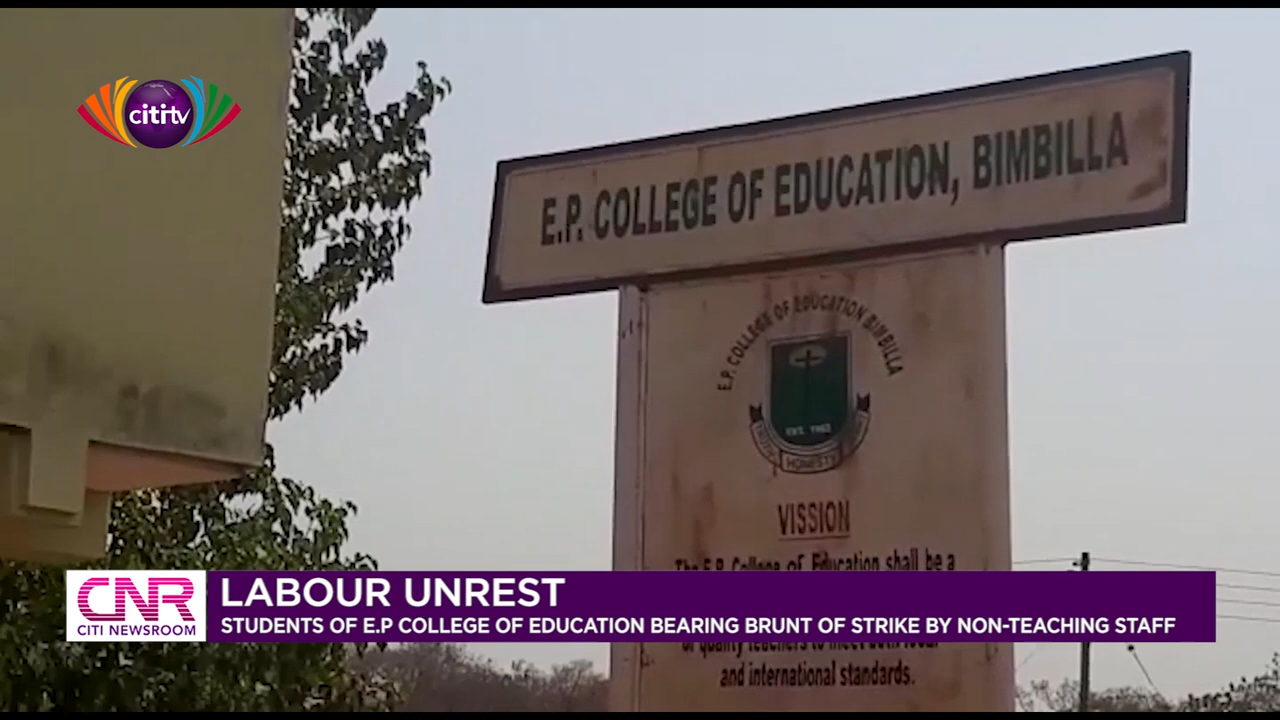 citi tv
E.P. COLLEGE OF EDUCATION, BIMBILLA
E.P. COLLEGE OF EDUCATION BIMBILLA
EST. 1962
TRUTH HONESTY
VISSION
The E.P. College of Education shall be a
CNR
CITI NEWSROOM
LABOUR UNREST
STUDENTS OF E.P COLLEGE OF EDUCATION BEARING BRUNT OF STRIKE BY NON-TEACHING STAFF
of quality teachers to meet both local
and international standards.